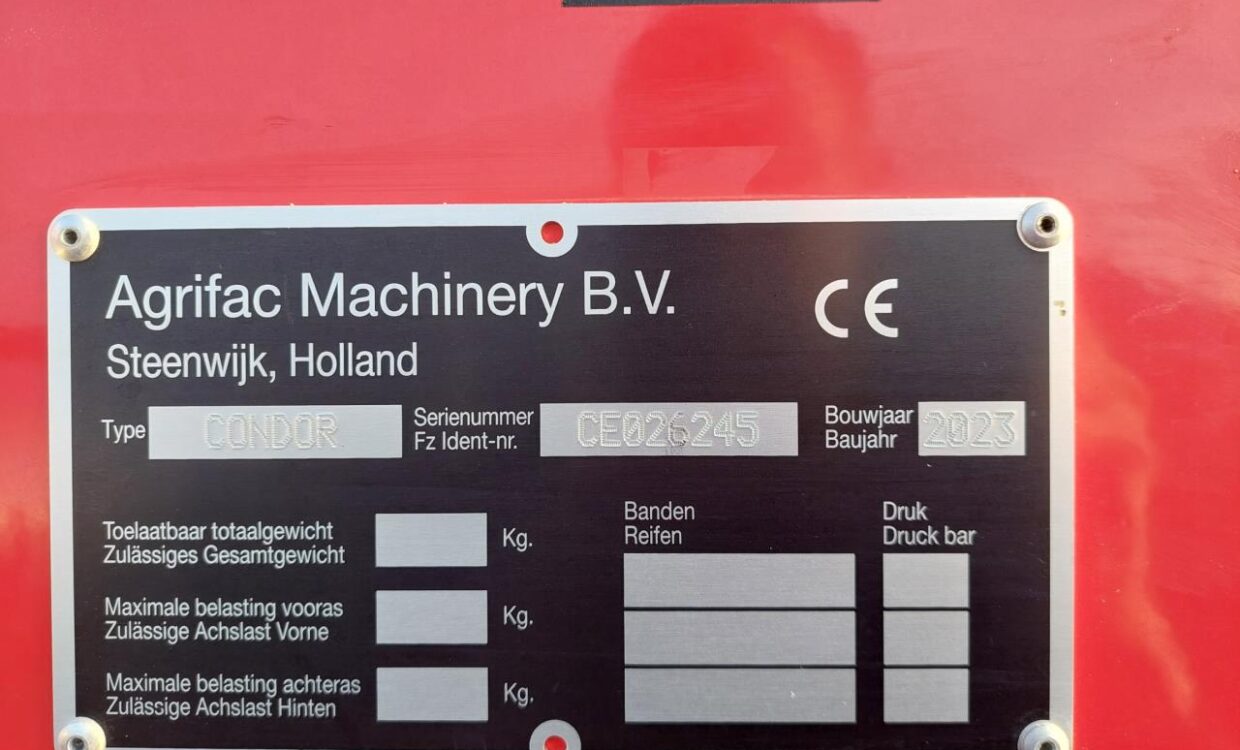 Agrifac Machinery B.V. CE
Steenwijk, Holland
Type CONDOR
Serienummer
Fz Ident-nr. CE026245
Bouwjaar
Baujahr 2023
Toelaatbaar totaalgewicht
Zulässiges Gesamtgewicht Kg.
Maximale belasting vooras
Zulässige Achslast Vorne Kg.
Maximale belasting achteras
Zulässige Achslast Hinten Kg.
Banden
Reifen
Druk
Druck bar